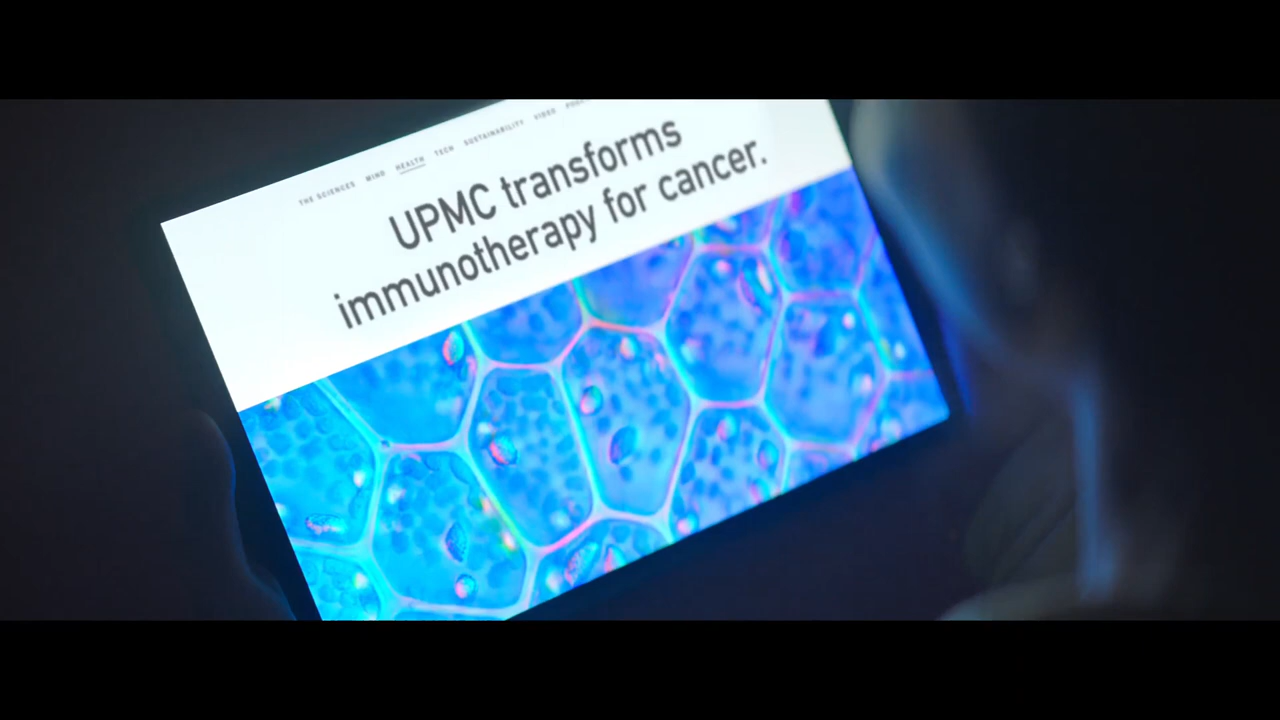 THE SCIENCES MIND HEALTH TECH SUSTAINABILITY VIDEO
UPMC transforms
immunotherapy for cancer.